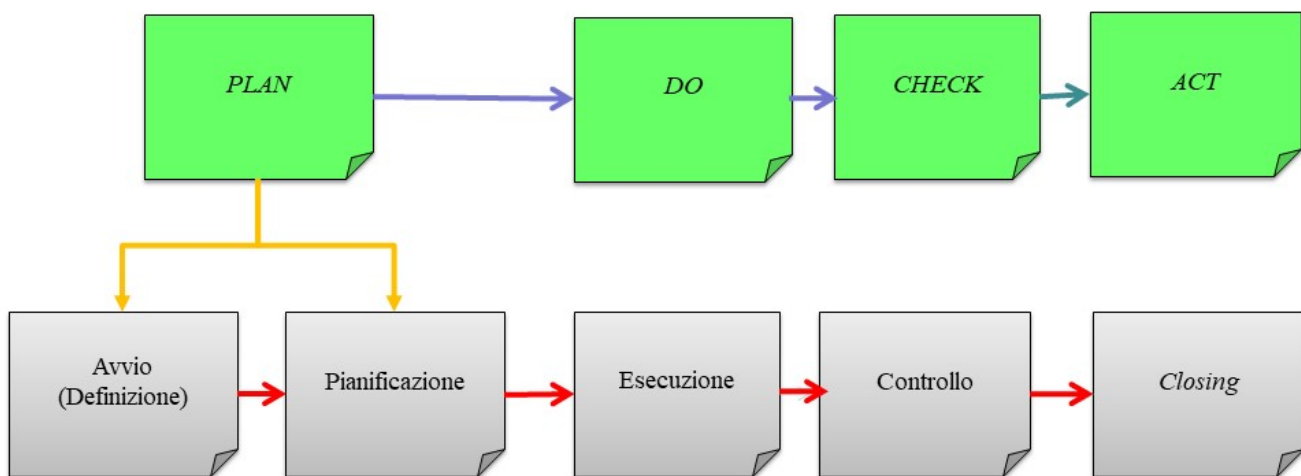 PLAN
DO
CHECK
ACT
Avvio
(Definizione)
Pianificazione
Esecuzione
Controllo
Closing